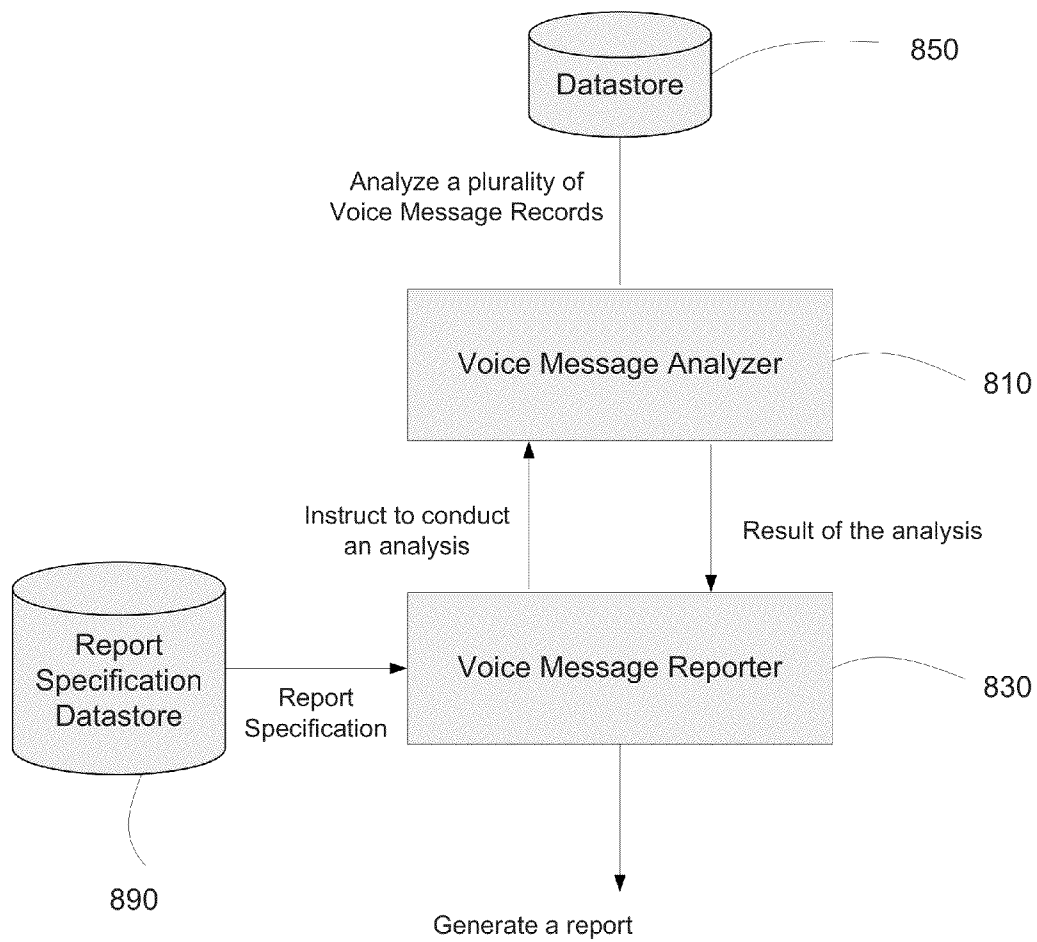 Datastore
850
Analyze a plurality of
Voice Message Records
Voice Message Analyzer
810
Instruct to conduct
an analysis
Result of the analysis
Report
Specification
Datastore
Report
Specification
Voice Message Reporter
830
890
Generate a report